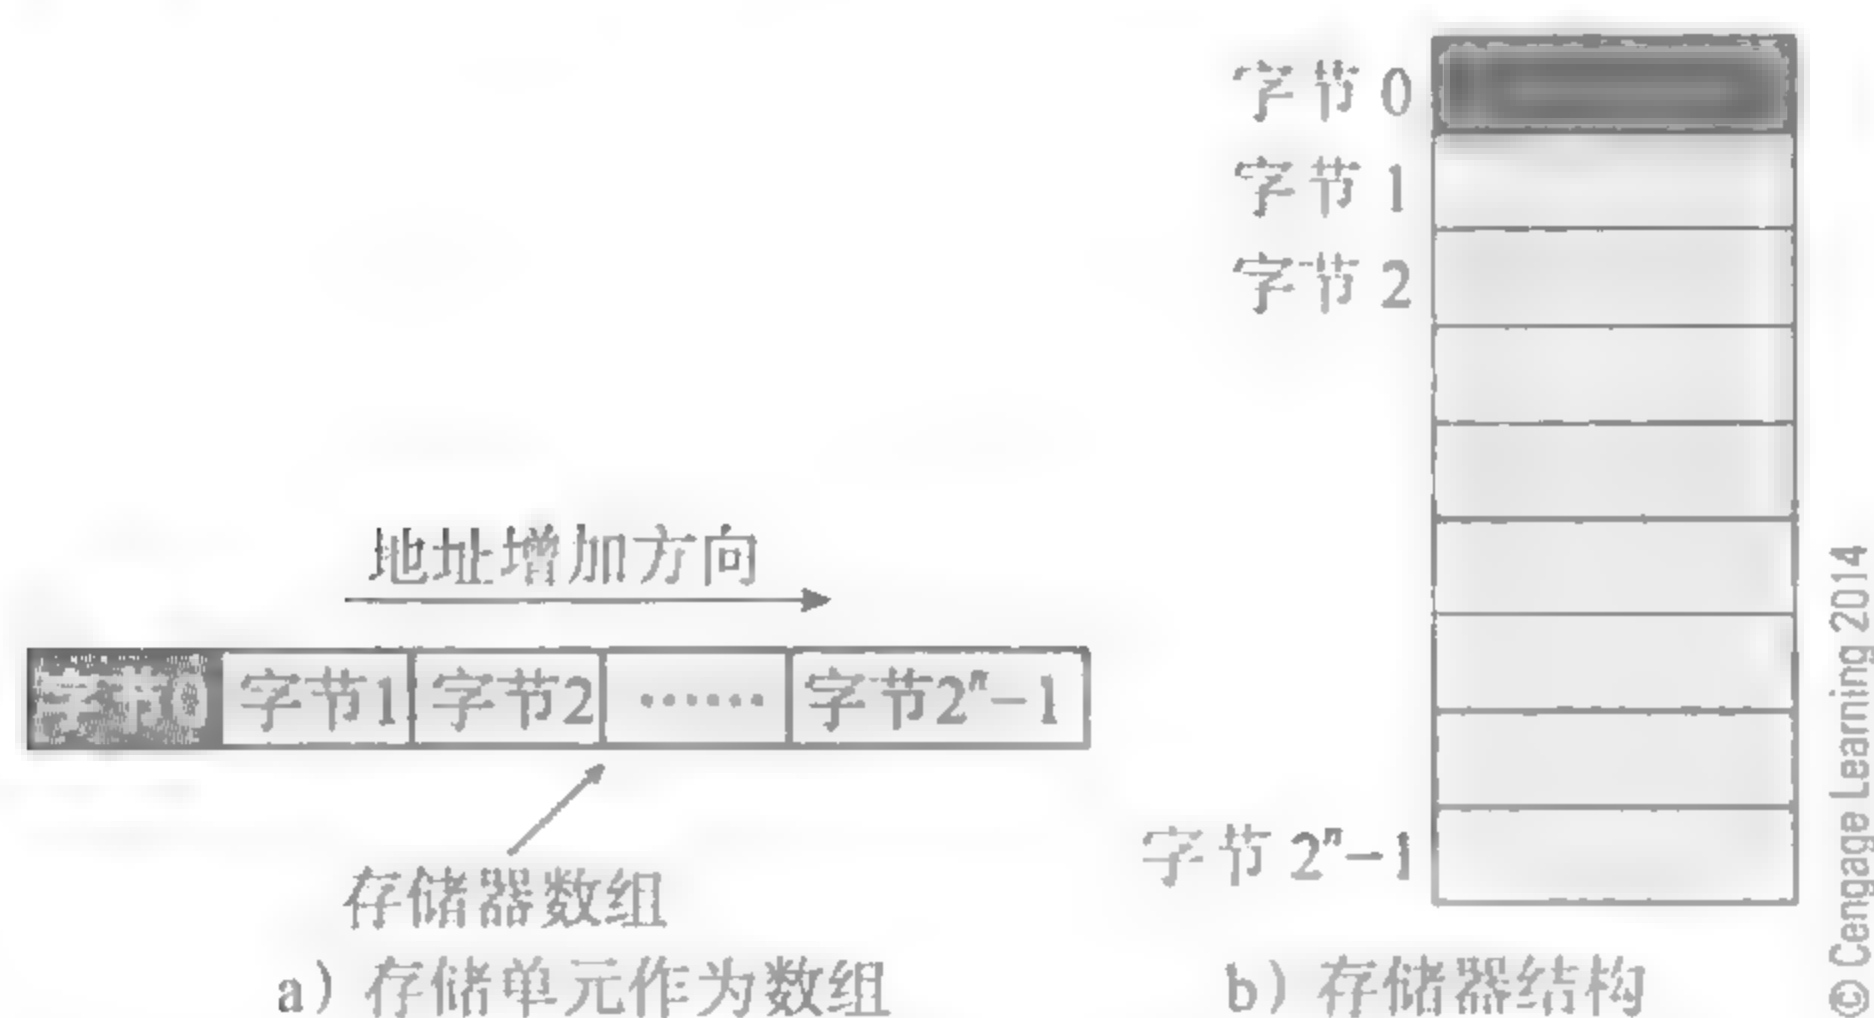 字节 0
字节 1
字节 2
字节 2ⁿ−1
地址增加方向
字节0 字节1 字节2 …… 字节2ⁿ−1
存储器数组
a）存储单元作为数组
b）存储器结构
© Cengage Learning 2014